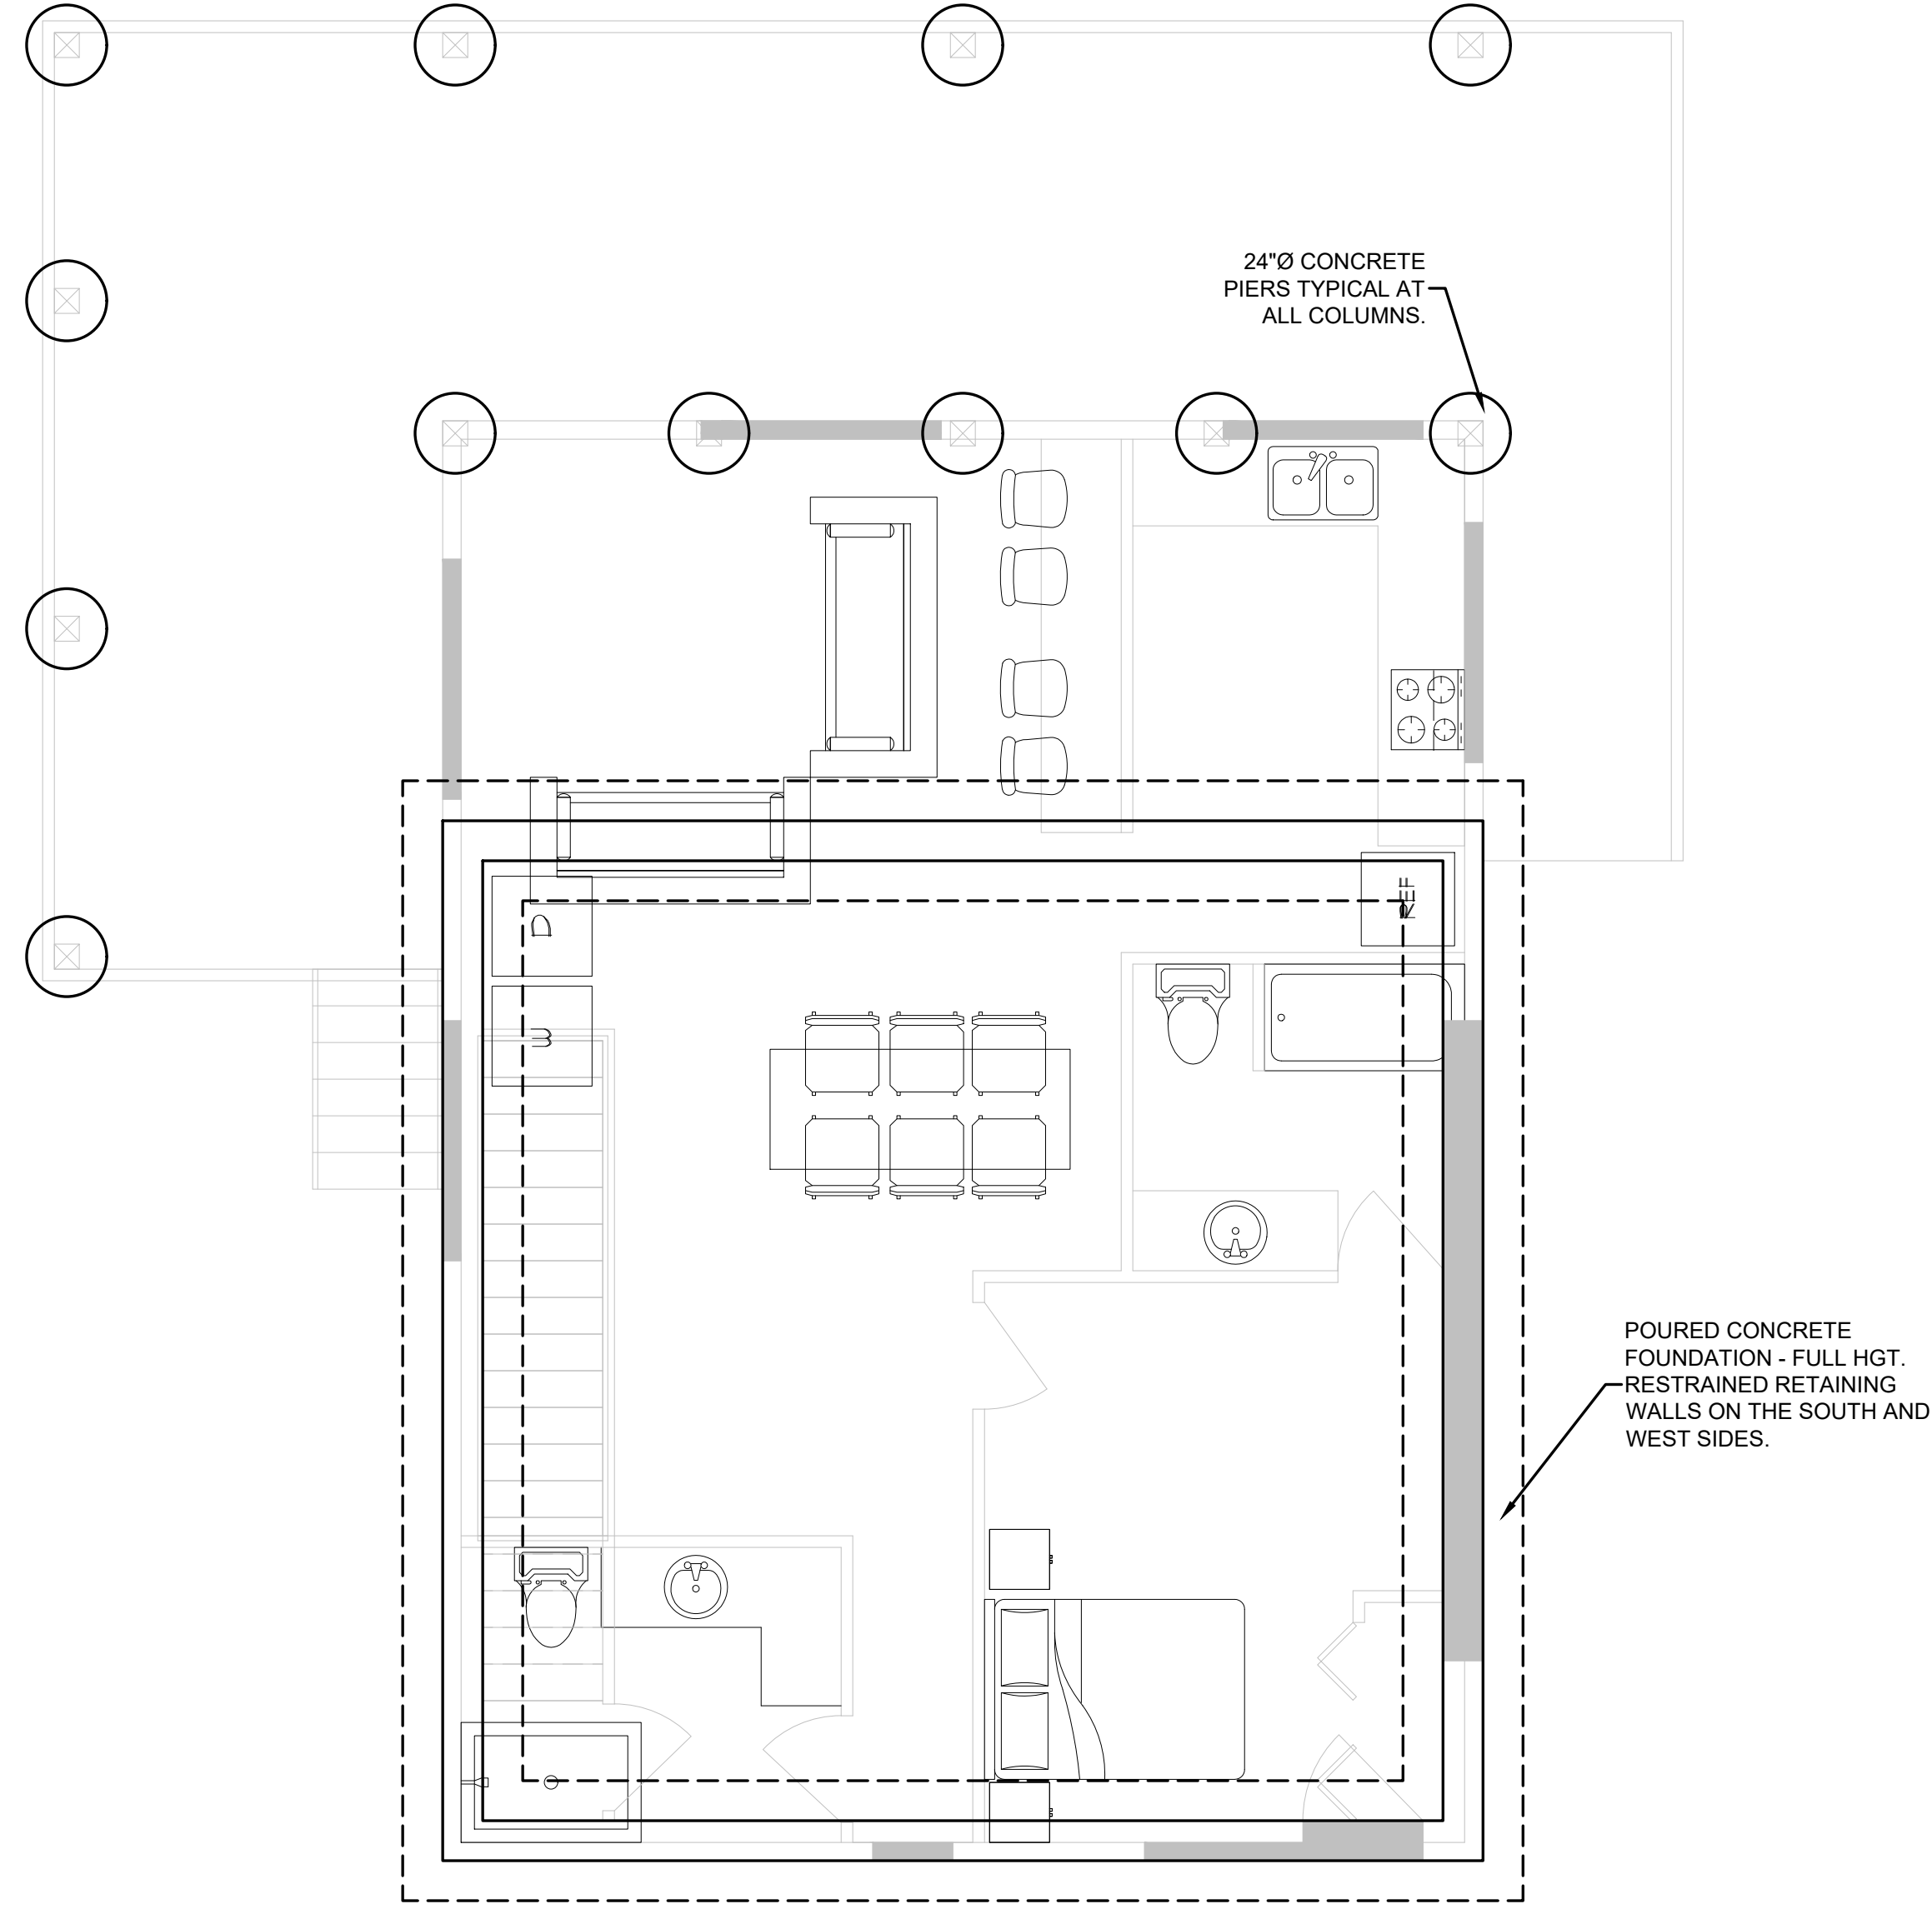 24"Ø CONCRETE
PIERS TYPICAL AT
ALL COLUMNS.
D
W
REF
POURED CONCRETE
FOUNDATION - FULL HGT.
RESTRAINED RETAINING
WALLS ON THE SOUTH AND
WEST SIDES.